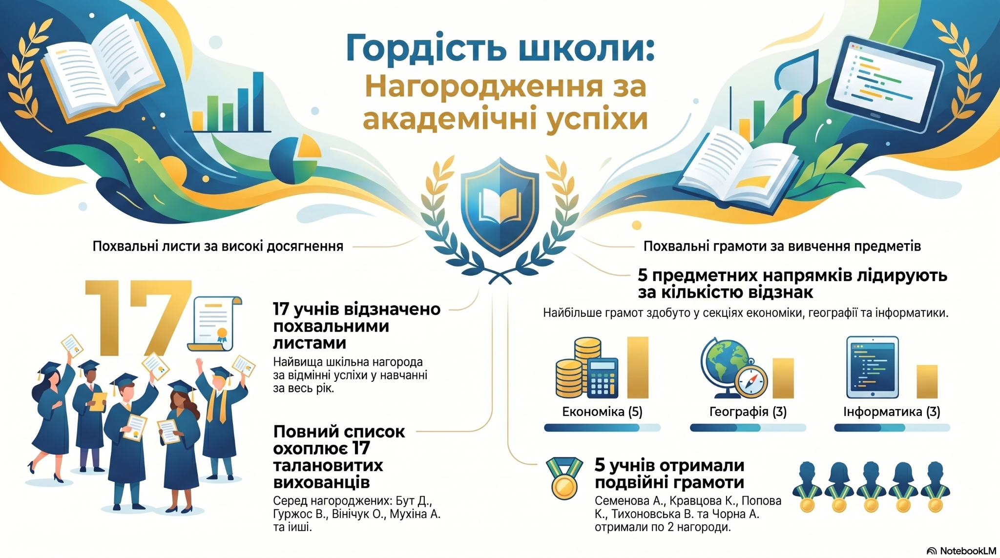 Гордість школи:
Нагородження за
академічні успіхи
Похвальні листи за високі досягнення
17
17 учнів відзначено
похвальними
листами
Найвища шкільна нагорода
за відмінні успіхи у навчанні
за весь рік.
Повний список
охоплює 17
талановитих
вихованців
Серед нагороджених: Бут Д.,
Гуржос В., Вінічук О., Мухіна А.
та іиші.
Похвальні грамоти за вивчення предметів
5 предметних напрямків лідирують
за кількістю відзнак
Найбільше грамот здобуто у секціях економіки, географії та інформатики.
Економіка (5)
Географія (3)
Інформатика (3)
5 учнів отримали
подвійні грамоти
Семенова А., Кравцова К., Попова
К., Тихоновська В. та Чорна А.
отримали по 2 нагороди.
NotebookLM